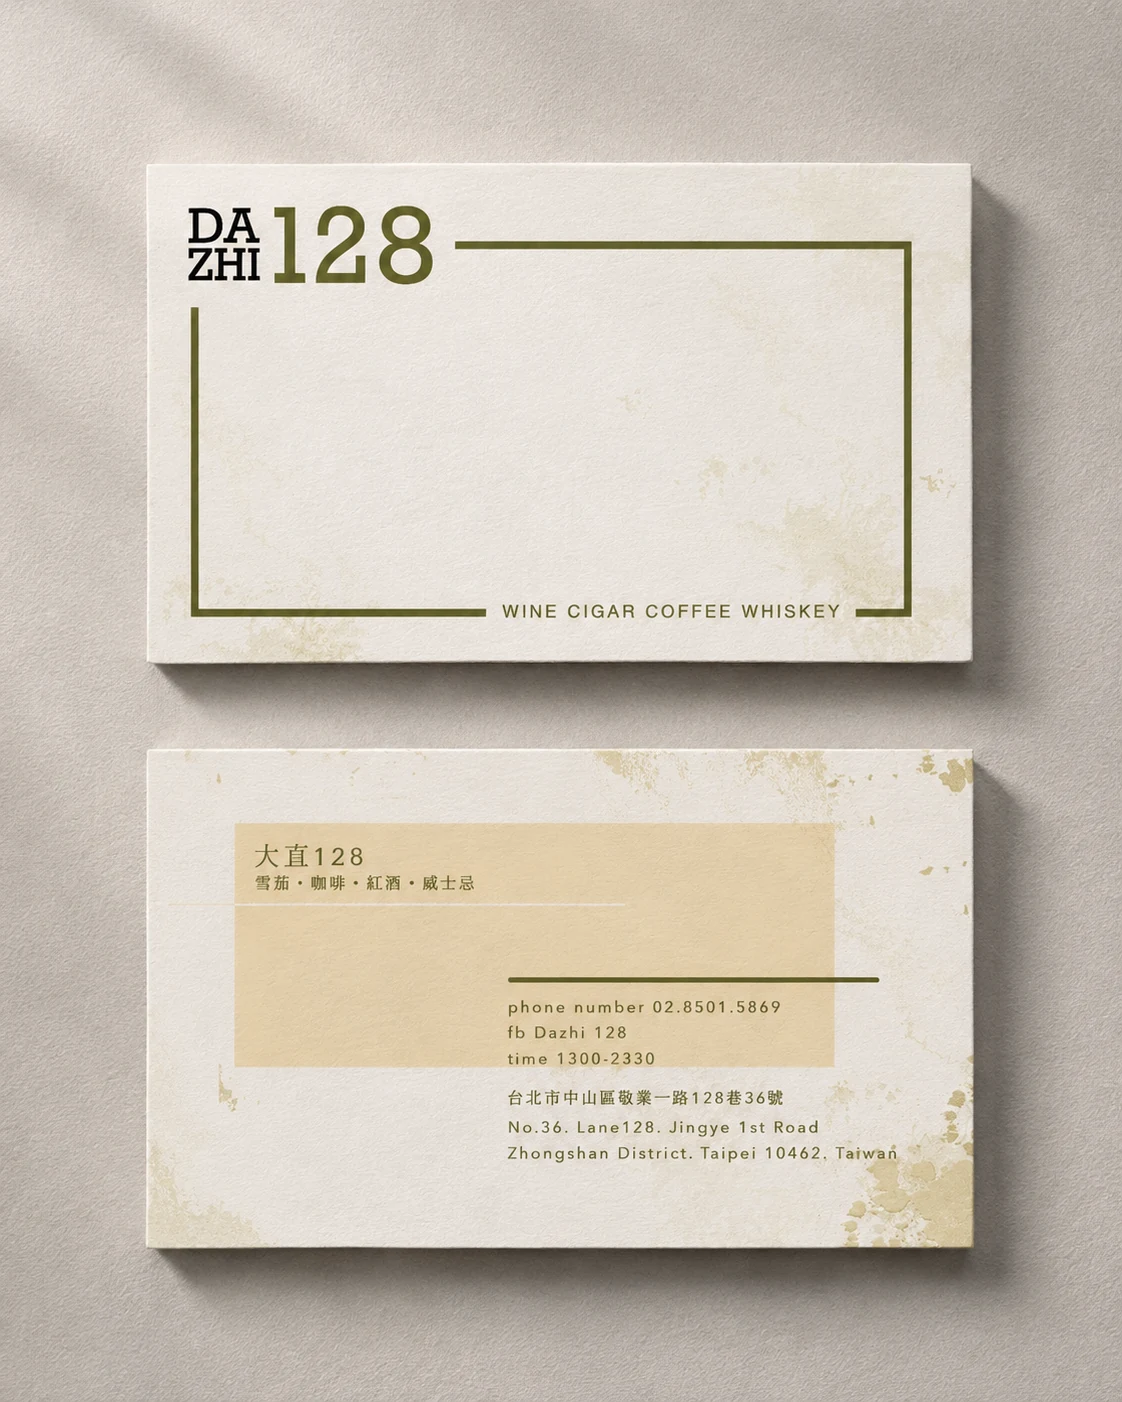 DA
ZHI
128
WINE CIGAR COFFEE WHISKEY
大直128
雪茄・咖啡・紅酒・威士忌
phone number 02.8501.5869
fb Dazhi 128
time 1300-2330
台北市中山區敬業一路128巷36號
No.36. Lane128. Jingye 1st Road
Zhongshan District. Taipei 10462. Taiwan